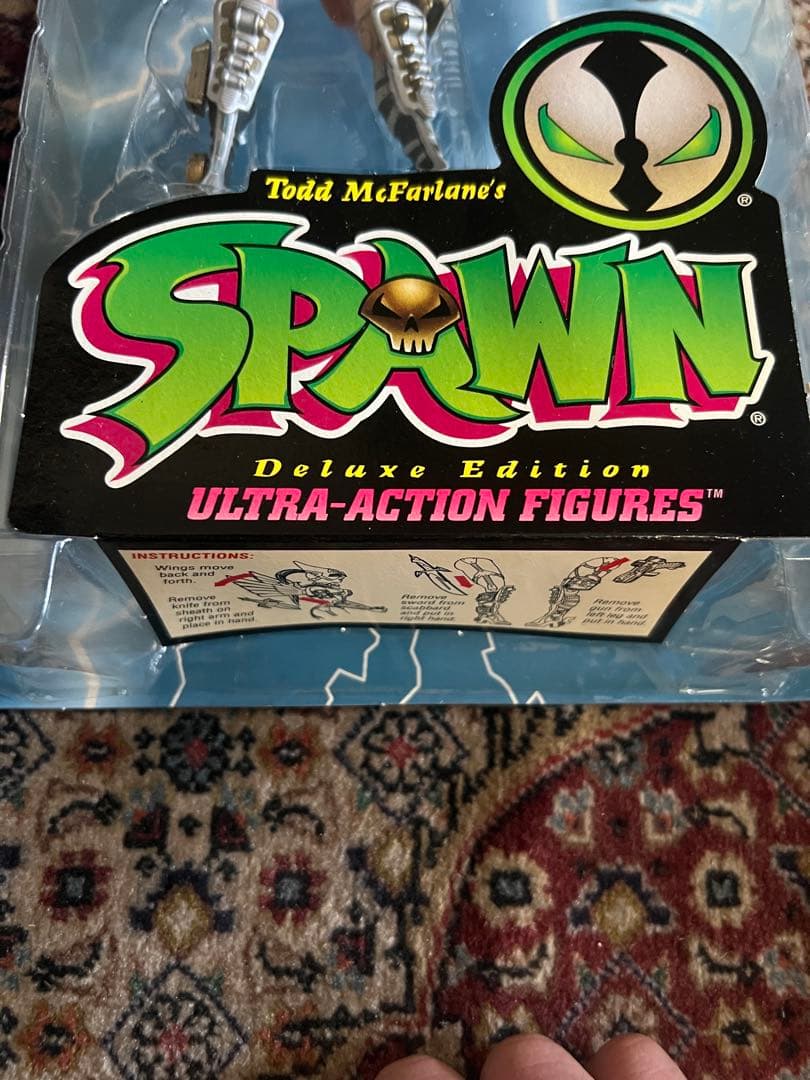 Todd McFarlane's
®
SPAWN
®
Deluxe Edition
ULTRA-ACTION FIGURES™
INSTRUCTIONS:
Wings move
back and
forth.
Remove
knife from
sheath on
right arm and
place in hand.
Remove
sword from
scabbard
and put in
right hand.
Remove
gun from
left leg and
put in hand.